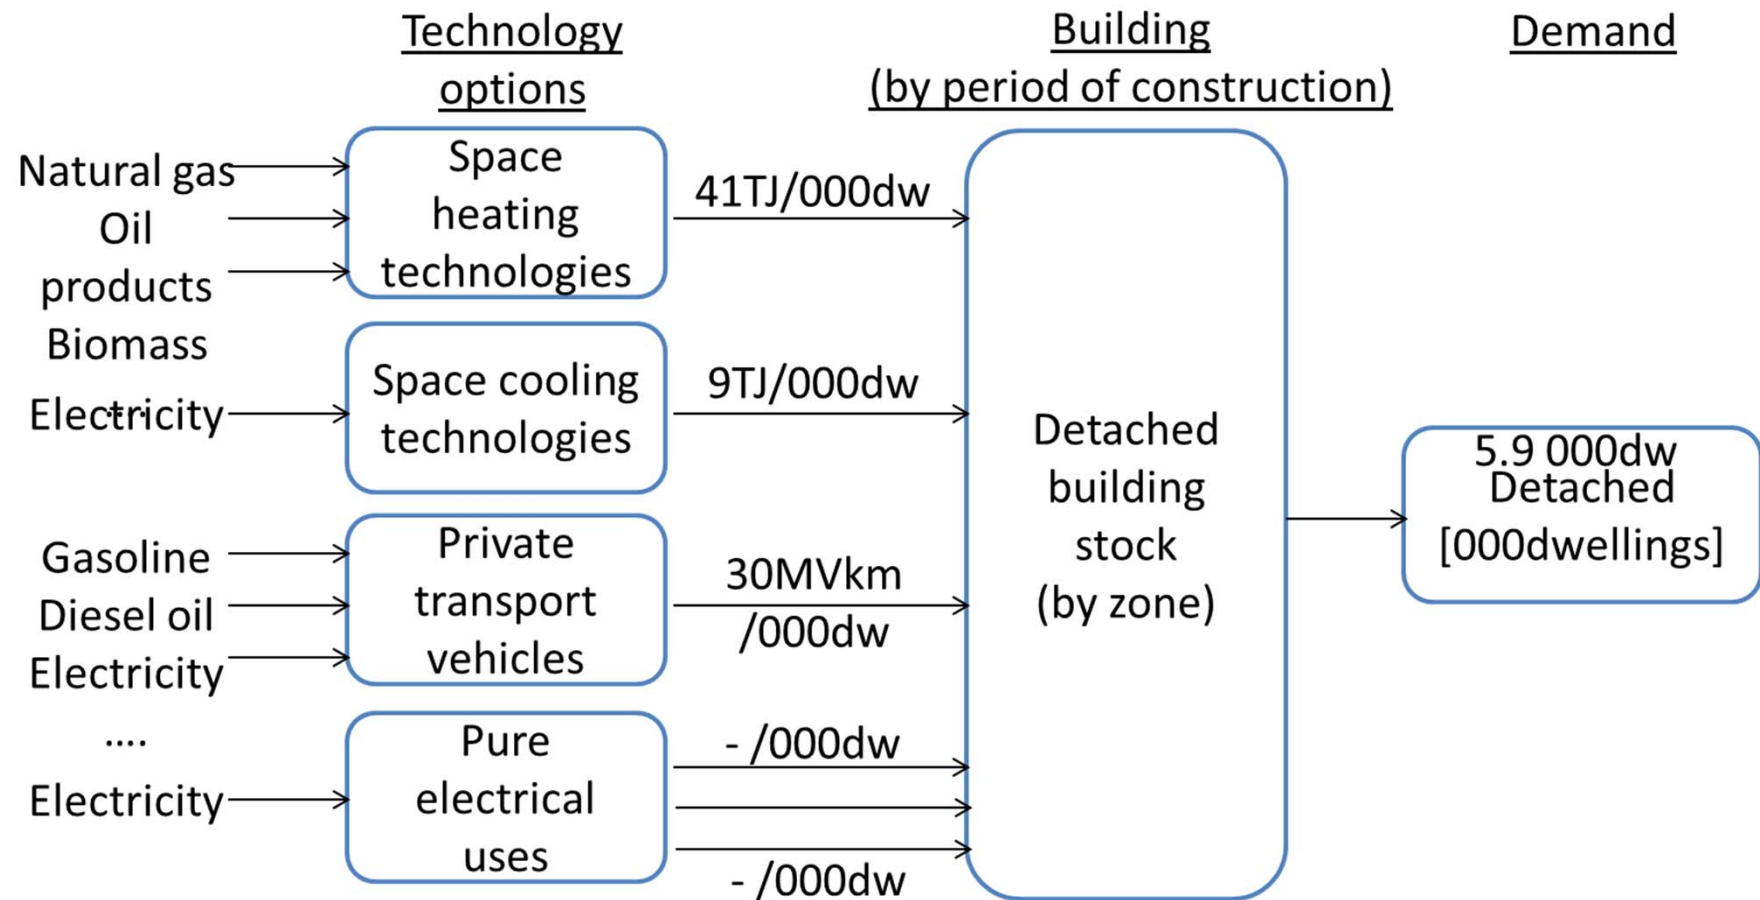 Technology
options
Building
(by period of construction)
Demand
Natural gas
Oil
products
Biomass
....
Electricity
Gasoline
Diesel oil
Electricity
....
Electricity
Space
heating
technologies
Space cooling
technologies
Private
transport
vehicles
Pure
electrical
uses
41TJ/000dw
9TJ/000dw
30MVkm
/000dw
- /000dw
- /000dw
Detached
building
stock
(by zone)
5.9 000dw
Detached
[000dwellings]